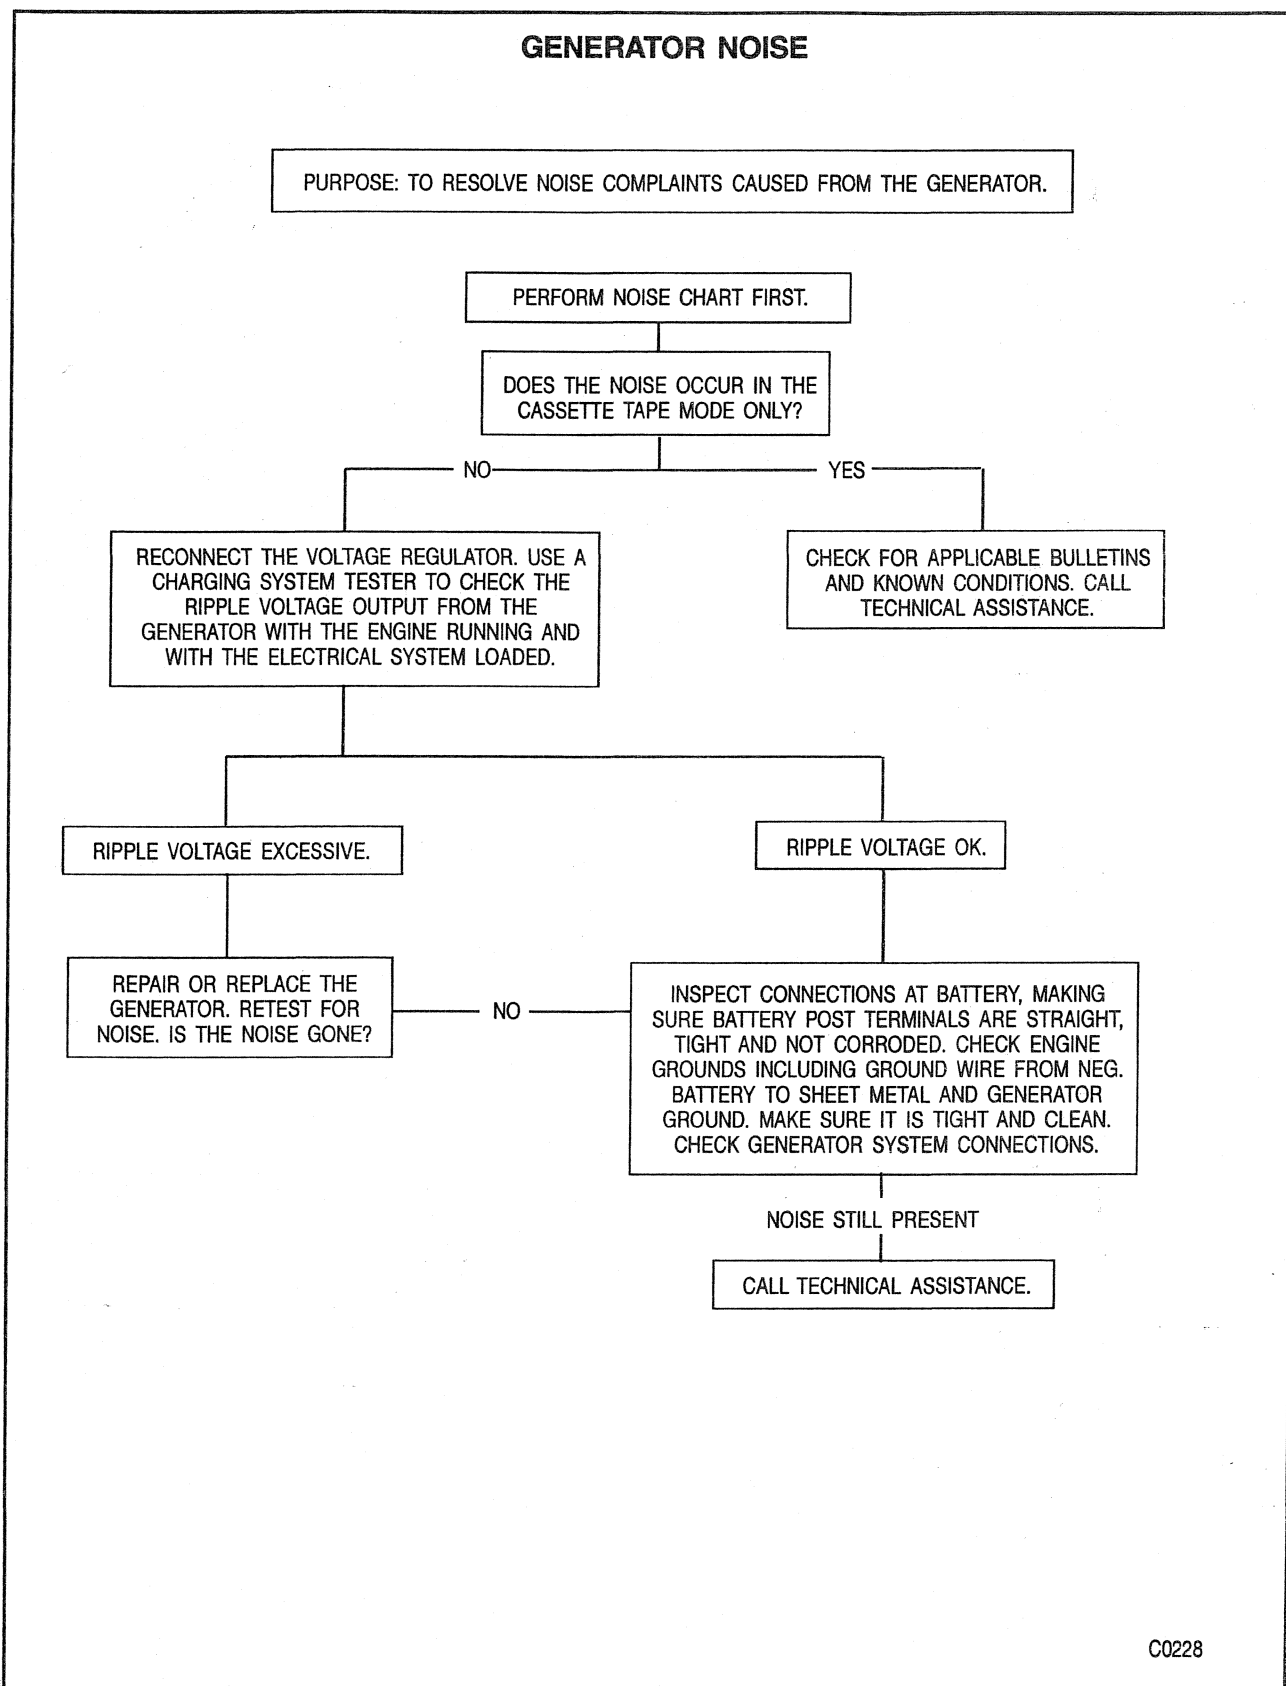 GENERATOR NOISE
PURPOSE: TO RESOLVE NOISE COMPLAINTS CAUSED FROM THE GENERATOR.
PERFORM NOISE CHART FIRST.
DOES THE NOISE OCCUR IN THE
CASSETTE TAPE MODE ONLY?
NO
YES
RECONNECT THE VOLTAGE REGULATOR. USE A
CHARGING SYSTEM TESTER TO CHECK THE
RIPPLE VOLTAGE OUTPUT FROM THE
GENERATOR WITH THE ENGINE RUNNING AND
WITH THE ELECTRICAL SYSTEM LOADED.
CHECK FOR APPLICABLE BULLETINS
AND KNOWN CONDITIONS. CALL
TECHNICAL ASSISTANCE.
RIPPLE VOLTAGE EXCESSIVE.
RIPPLE VOLTAGE OK.
REPAIR OR REPLACE THE
GENERATOR. RETEST FOR
NOISE. IS THE NOISE GONE?
NO
INSPECT CONNECTIONS AT BATTERY, MAKING
SURE BATTERY POST TERMINALS ARE STRAIGHT,
TIGHT AND NOT CORRODED. CHECK ENGINE
GROUNDS INCLUDING GROUND WIRE FROM NEG.
BATTERY TO SHEET METAL AND GENERATOR
GROUND. MAKE SURE IT IS TIGHT AND CLEAN.
CHECK GENERATOR SYSTEM CONNECTIONS.
NOISE STILL PRESENT
CALL TECHNICAL ASSISTANCE.
C0228